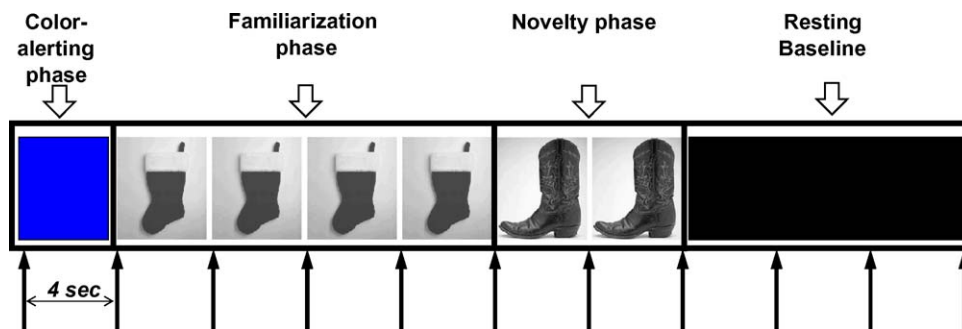 Color-
alerting
phase
Familiarization
phase
Novelty phase
Resting
Baseline
4 sec